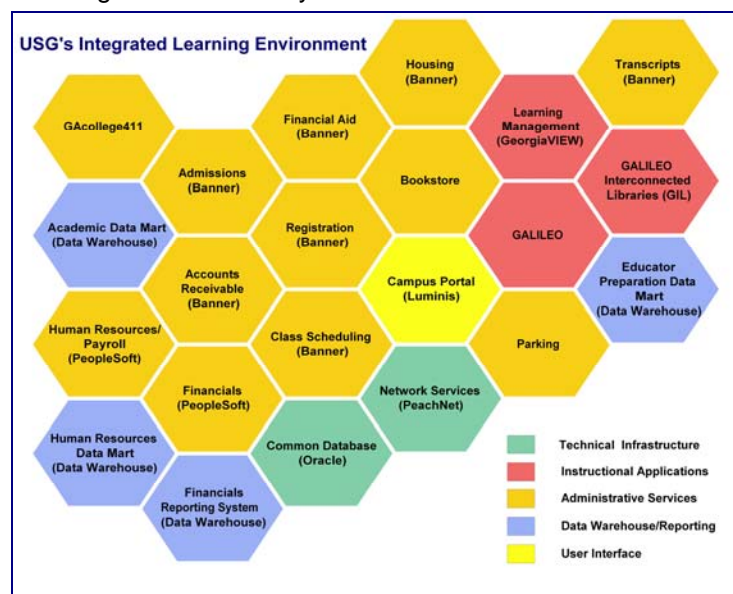 USG's Integrated Learning Environment
Housing
(Banner)
Transcripts
(Banner)
GAcollege411
Financial Aid
(Banner)
Learning
Management
(GeorgiaVIEW)
Admissions
(Banner)
Bookstore
GALILEO
Interconnected
Libraries (GIL)
Academic Data Mart
(Data Warehouse)
Registration
(Banner)
GALILEO
Accounts
Receivable
(Banner)
Campus Portal
(Luminis)
Educator
Preparation Data
Mart
(Data Warehouse)
Human Resources/
Payroll
(PeopleSoft)
Class Scheduling
(Banner)
Parking
Financials
(PeopleSoft)
Network Services
(PeachNet)
Human Resources
Data Mart
(Data Warehouse)
Common Database
(Oracle)
Financials
Reporting System
(Data Warehouse)
Technical Infrastructure
Instructional Applications
Administrative Services
Data Warehouse/Reporting
User Interface